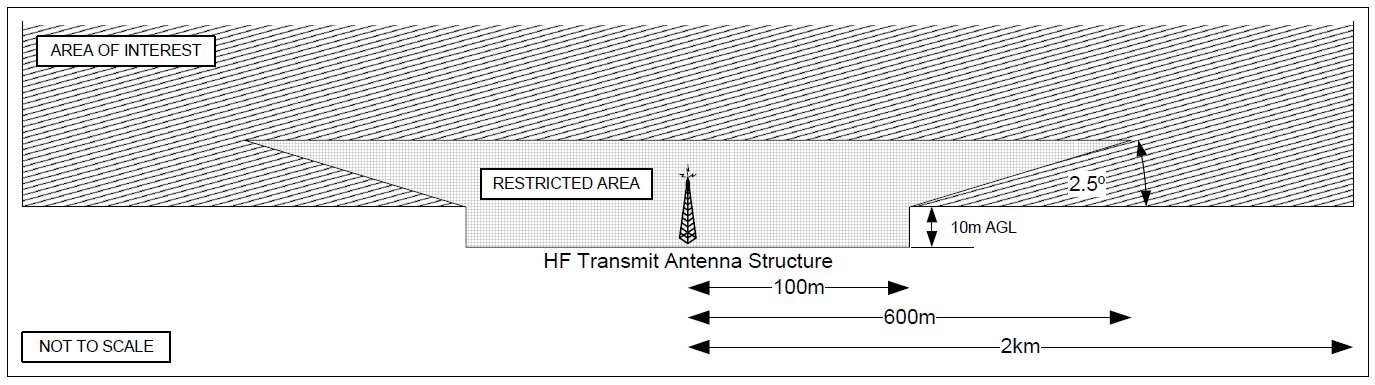 AREA OF INTEREST
RESTRICTED AREA
2.5º
10m AGL
HF Transmit Antenna Structure
100m
600m
2km
NOT TO SCALE